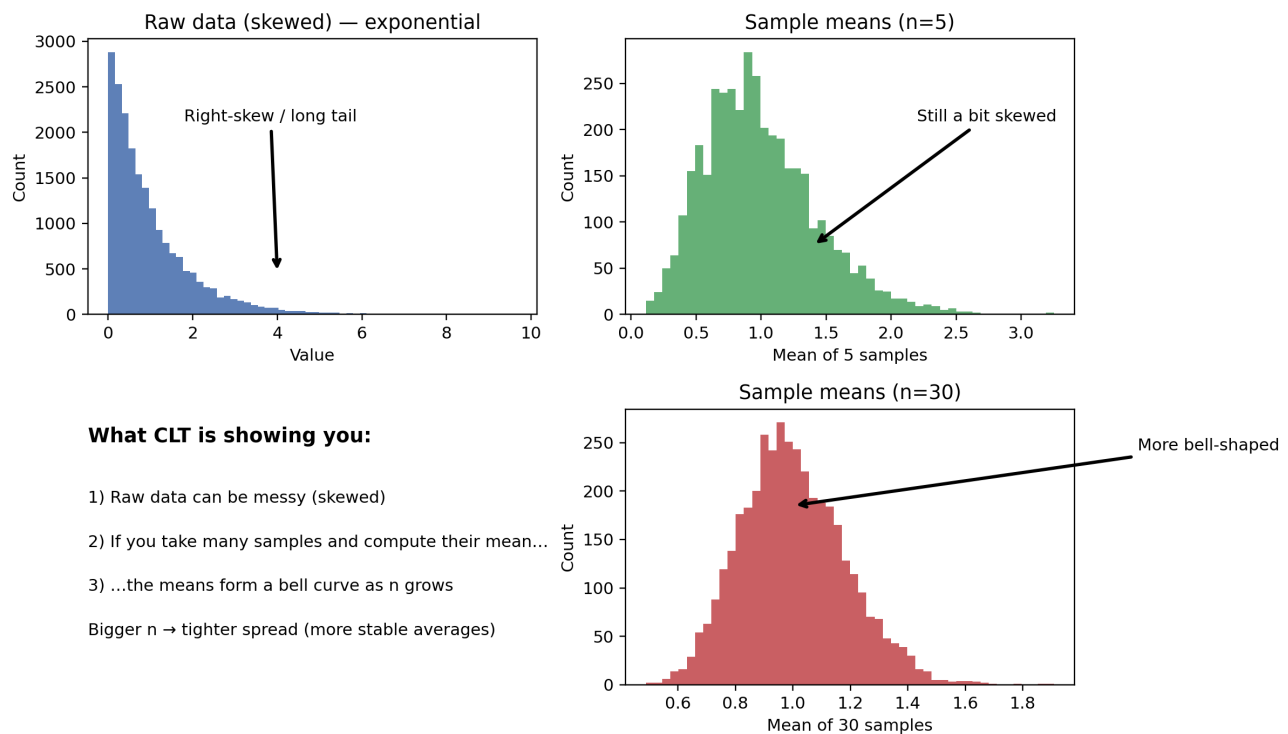 Raw data (skewed) — exponential
3000
2500
2000
1500
1000
500
0
Count
Right-skew / long tail
0 2 4 6 8 10
Value
Sample means (n=5)
250
200
150
100
50
0
Count
Still a bit skewed
0.0 0.5 1.0 1.5 2.0 2.5 3.0
Mean of 5 samples
What CLT is showing you:
1) Raw data can be messy (skewed)
2) If you take many samples and compute their mean…
3) …the means form a bell curve as n grows
Bigger n → tighter spread (more stable averages)
Sample means (n=30)
250
200
150
100
50
0
Count
More bell-shaped
0.6 0.8 1.0 1.2 1.4 1.6 1.8
Mean of 30 samples